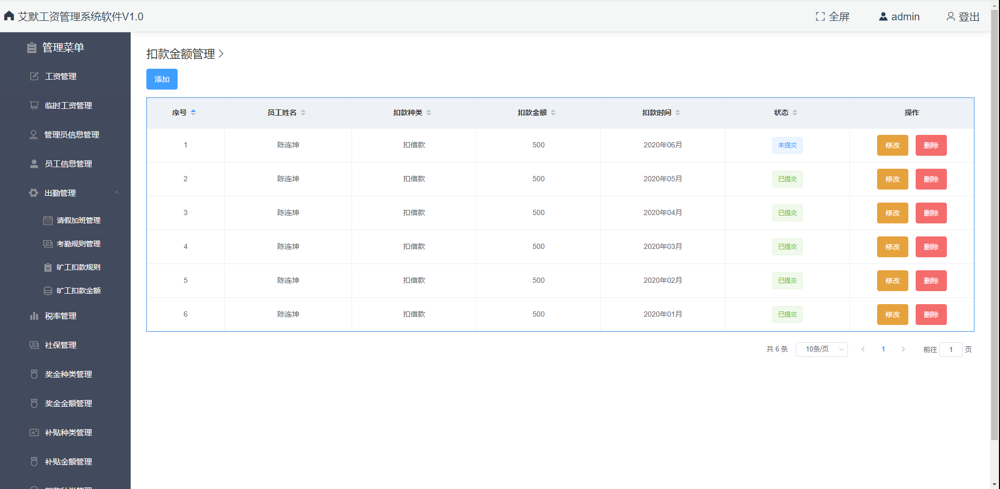 艾默工资管理系统软件V1.0 全屏 admin 登出
管理菜单
工资管理
临时工资管理
管理员信息管理
员工信息管理
出勤管理
请假加班管理
考勤规则管理
旷工扣款规则
旷工扣款金额
税率管理
社保管理
奖金种类管理
奖金金额管理
补贴种类管理
补贴金额管理
扣款种类管理
扣款金额管理
添加
序号 员工姓名 扣款种类 扣款金额 扣款时间 状态 操作
1 陈连坤 扣借款 500 2020年06月 未提交 修改 删除
2 陈连坤 扣借款 500 2020年05月 已提交 修改 删除
3 陈连坤 扣借款 500 2020年04月 已提交 修改 删除
4 陈连坤 扣借款 500 2020年03月 已提交 修改 删除
5 陈连坤 扣借款 500 2020年02月 已提交 修改 删除
6 陈连坤 扣借款 500 2020年01月 已提交 修改 删除
共 6 条 10条/页 1 前往 1 页